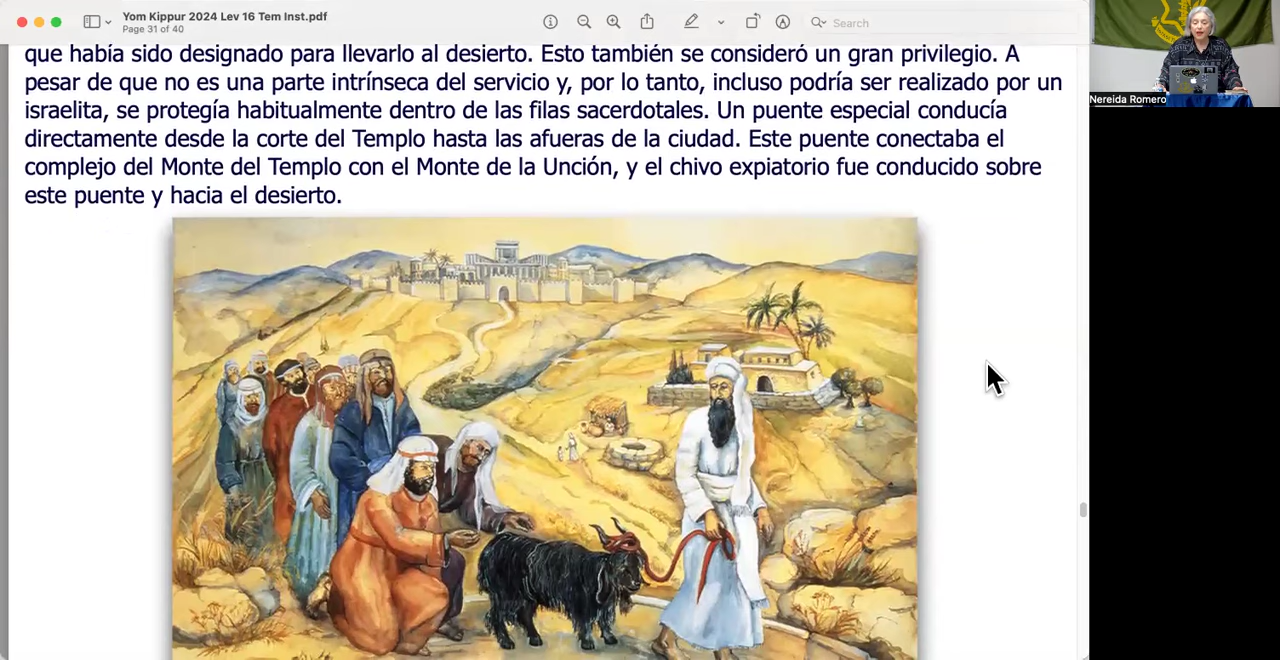 Yom Kippur 2024 Lev 16 Tem Inst.pdf
Page 31 of 40
Search
que había sido designado para llevarlo al desierto. Esto también se consideró un gran privilegio. A
pesar de que no es una parte intrínseca del servicio y, por lo tanto, incluso podría ser realizado por un
israelita, se protegía habitualmente dentro de las filas sacerdotales. Un puente especial conducía
directamente desde la corte del Templo hasta las afueras de la ciudad. Este puente conectaba el
complejo del Monte del Templo con el Monte de la Unción, y el chivo expiatorio fue conducido sobre
este puente y hacia el desierto.
Nereida Romero